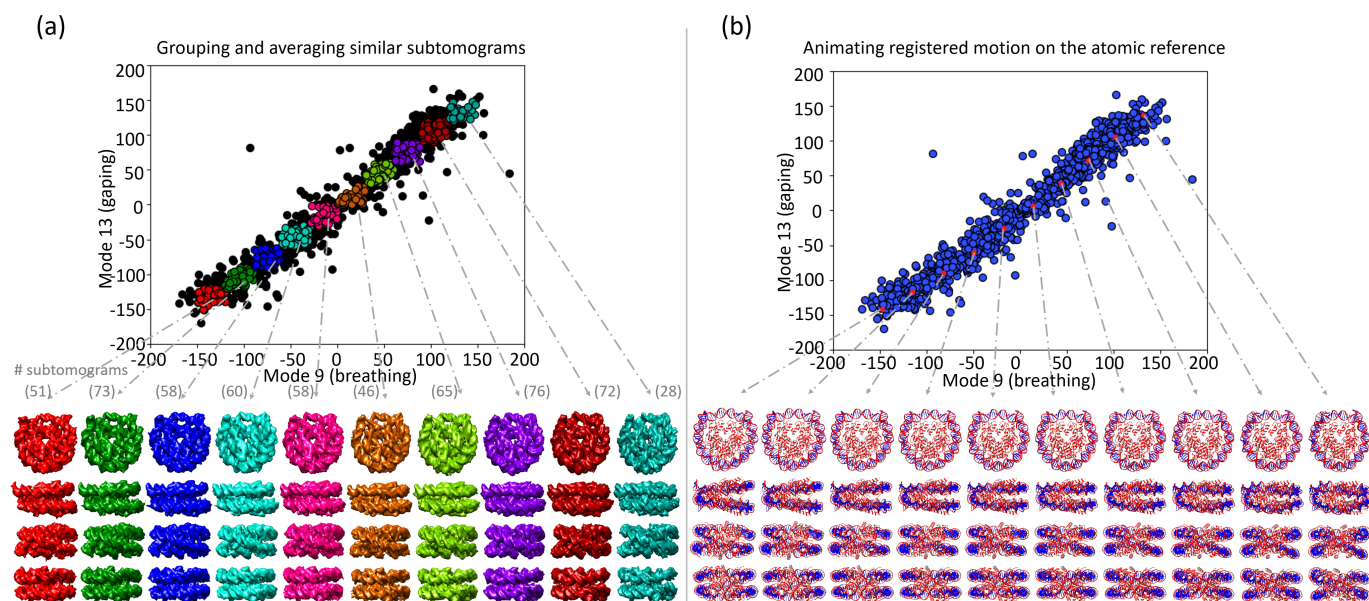 (a)
Grouping and averaging similar subtomograms
200
150
100
50
0
-50
-100
-150
-200
Mode 13 (gaping)
-200 -150 -100 -50 0 50 100 150 200
Mode 9 (breathing)
# subtomograms
(51) (73) (58) (60) (58) (46) (65) (76) (72) (28)
(b)
Animating registered motion on the atomic reference
200
150
100
50
0
-50
-100
-150
-200
Mode 13 (gaping)
-200 -150 -100 -50 0 50 100 150 200
Mode 9 (breathing)